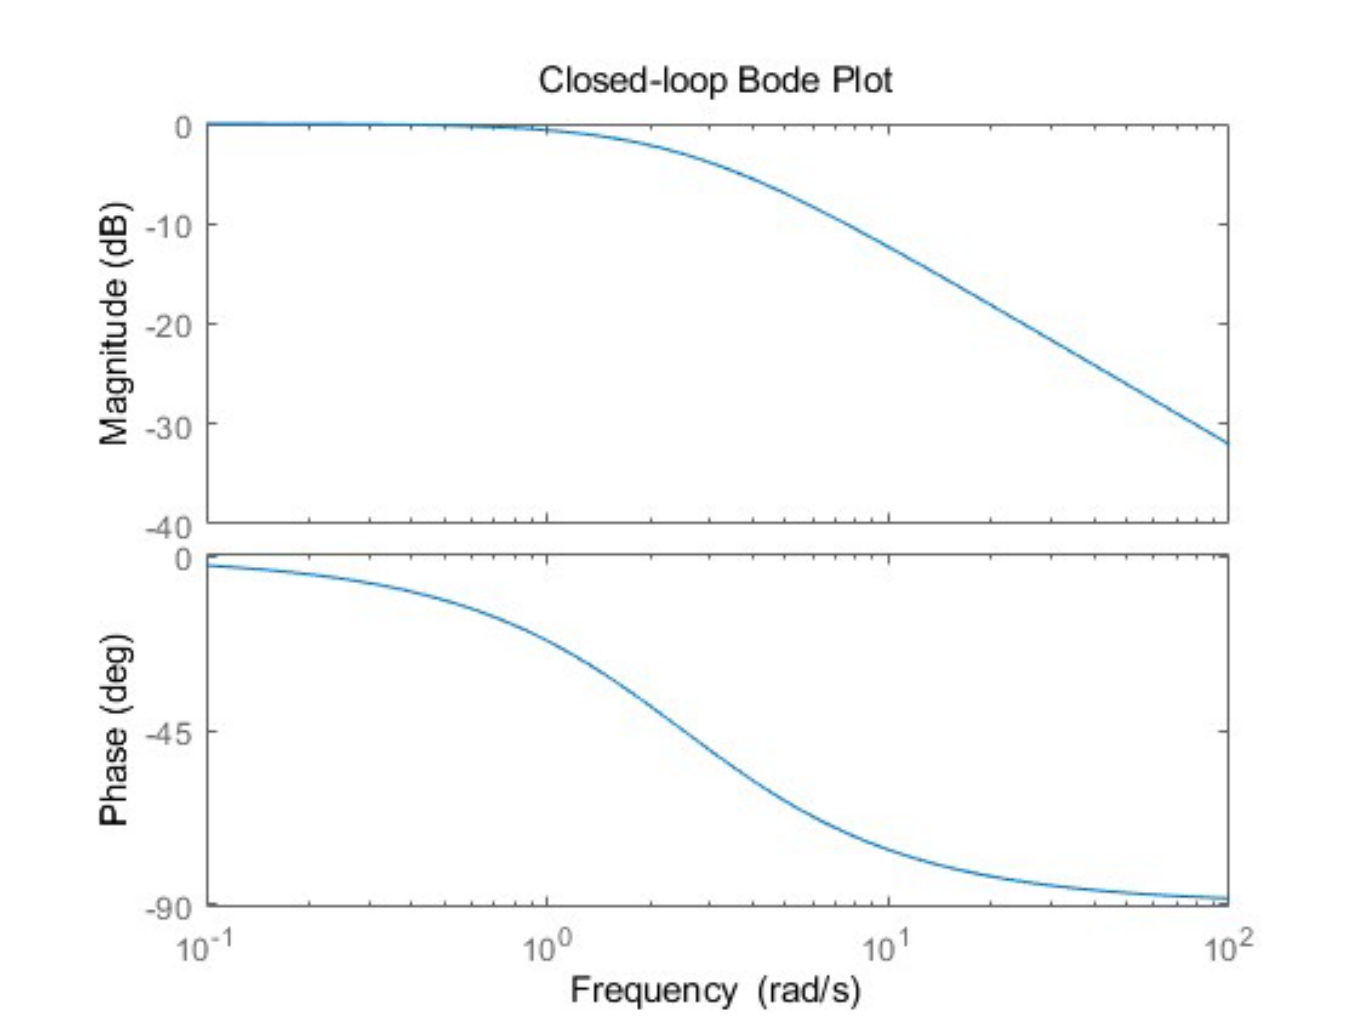 Closed-loop Bode Plot
0
-10
-20
-30
-40
Magnitude (dB)
0
-45
-90
Phase (deg)
10^-1 10^0 10^1 10^2
Frequency (rad/s)